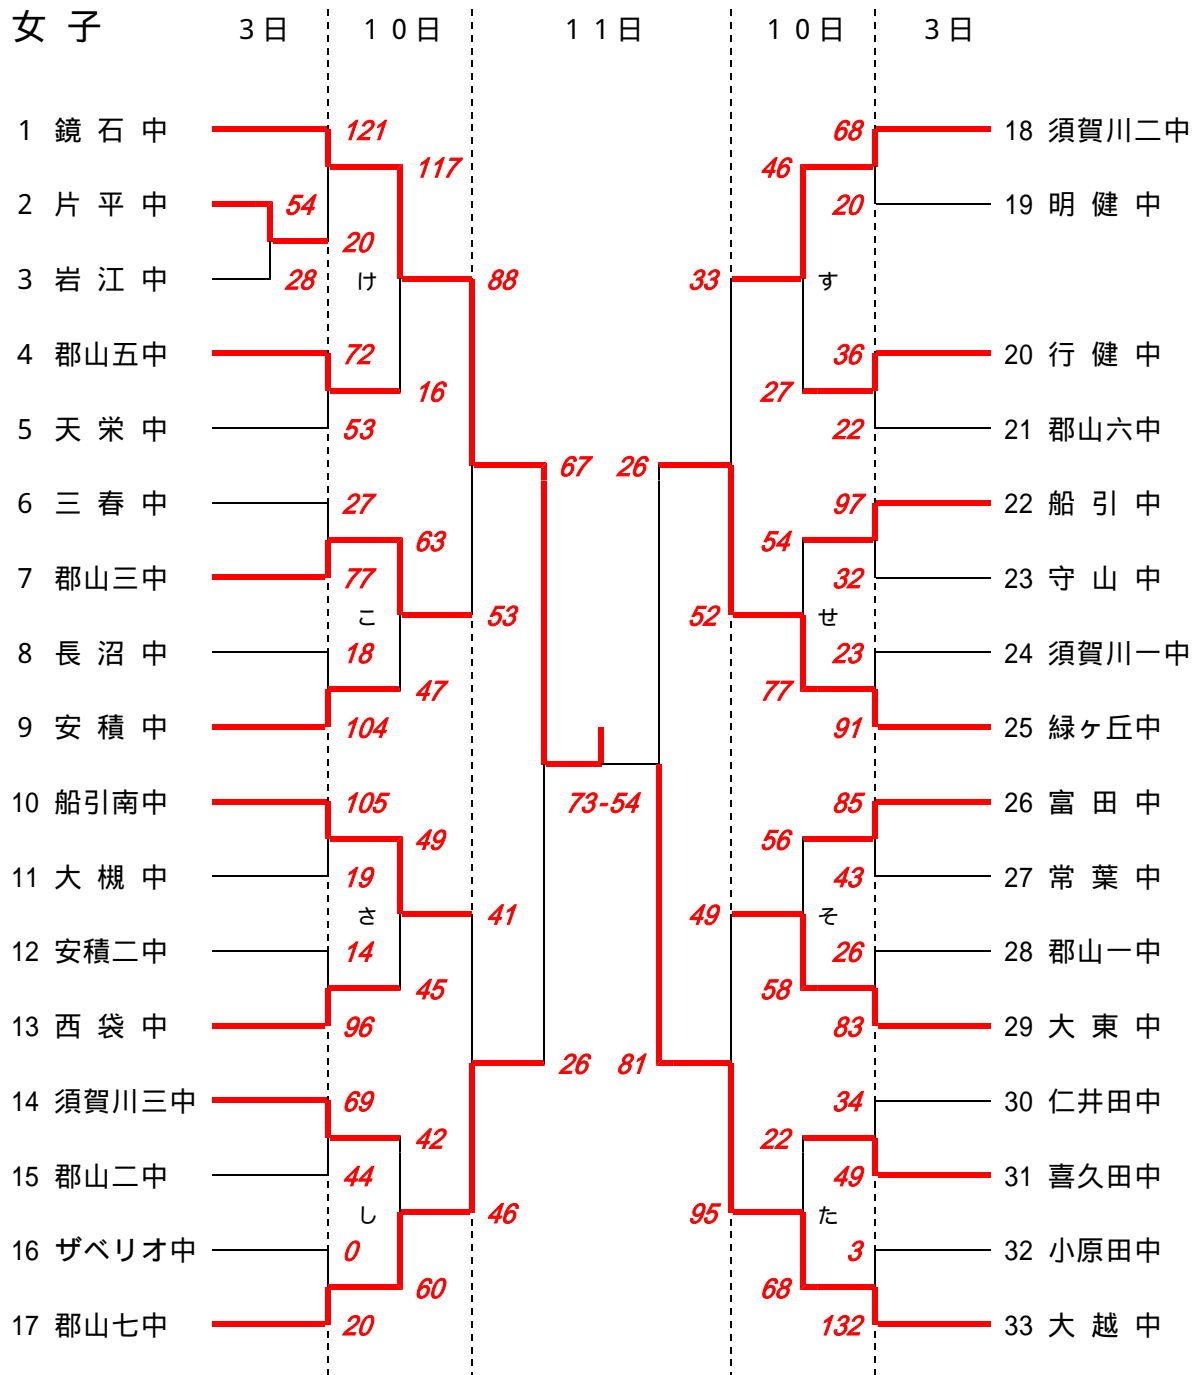 女子 3日 10日 11日 10日 3日
1 鏡石中 121 68 18 須賀川二中
117 46
2 片平中 54 20 19 明健中
20
3 岩江中 28 け 88 33 す
4 郡山五中 72 36 20 行健中
16 27
5 天栄中 53 22 21 郡山六中
67 26
6 三春中 27 97 22 船引中
63 54
7 郡山三中 77 32 23 守山中
こ 53 52 せ
8 長沼中 18 23 24 須賀川一中
47 77
9 安積中 104 91 25 緑ヶ丘中
10 船引南中 105 73-54 85 26 富田中
49 56
11 大槻中 19 43 27 常葉中
さ 41 49 そ
12 安積二中 14 26 28 郡山一中
45 58
13 西袋中 96 83 29 大東中
26 81
14 須賀川三中 69 34 30 仁井田中
42 22
15 郡山二中 44 49 31 喜久田中
し 46 95 た
16 ザベリオ中 0 3 32 小原田中
60 68
17 郡山七中 20 132 33 大越中